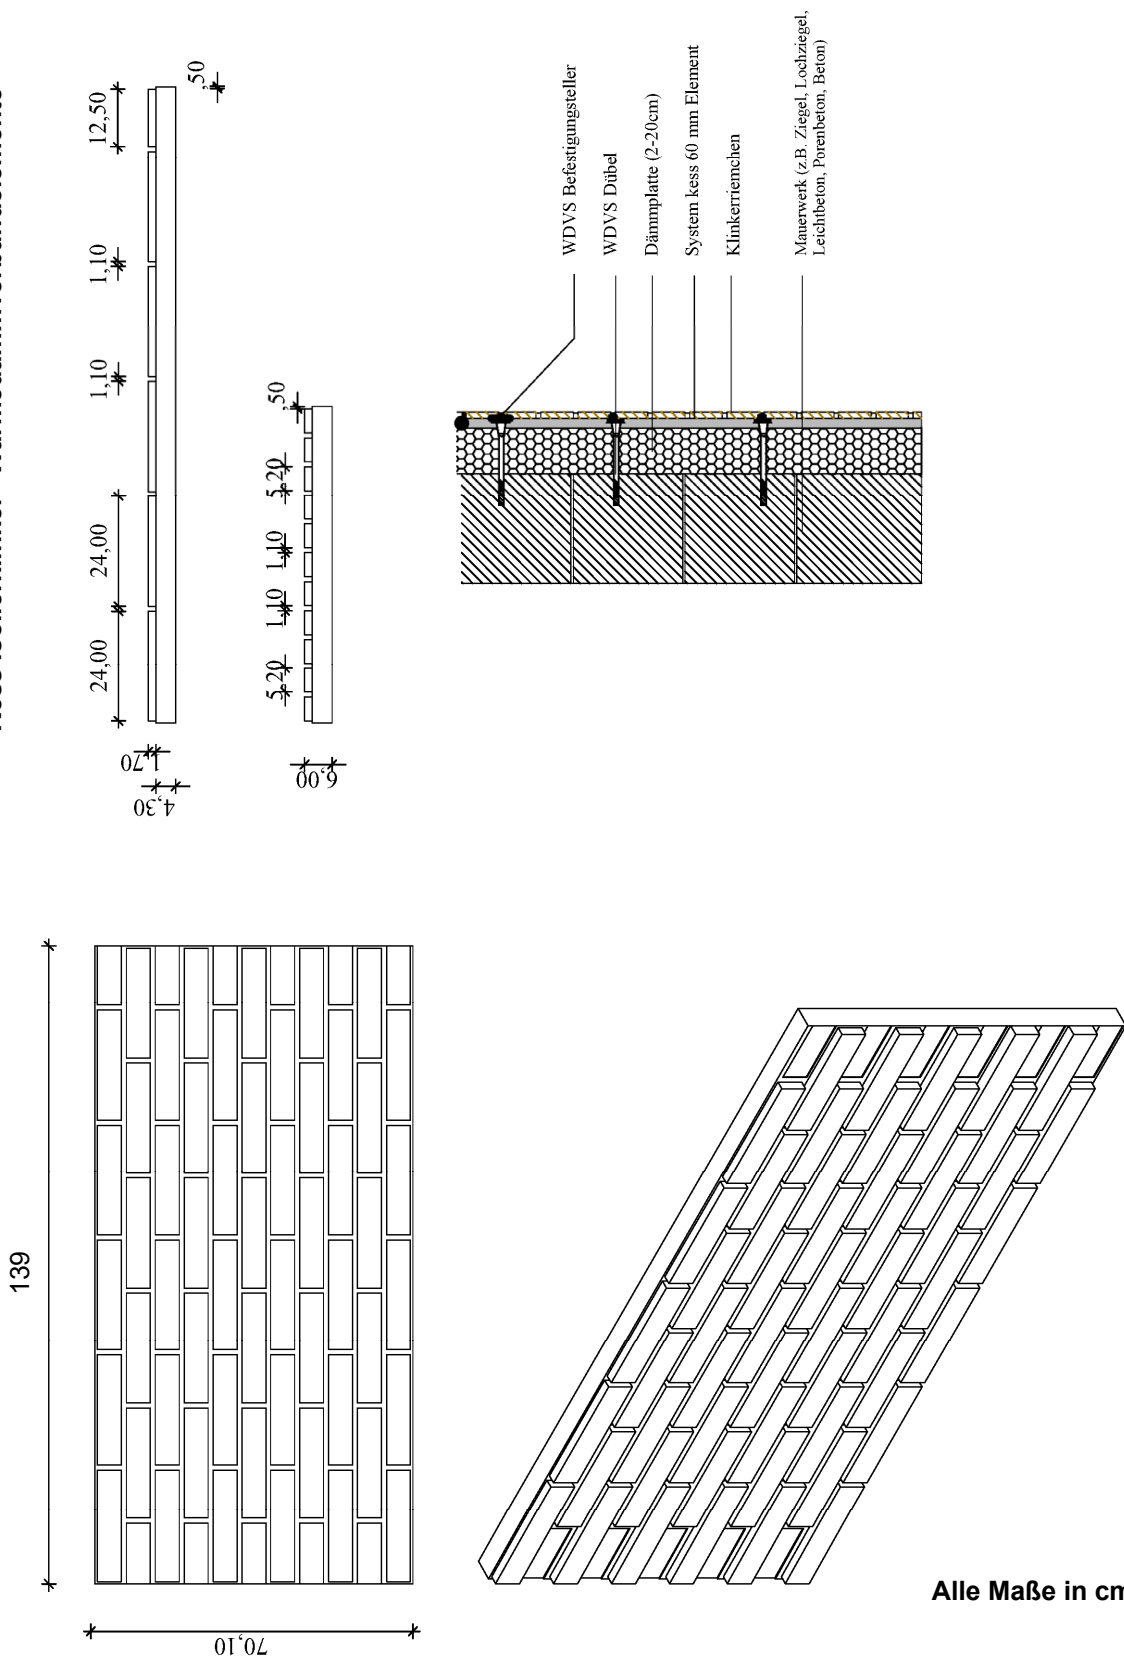 24,00
24,00
1,10
1,10
12,50
,50
1,70
4,30
5,20
1,10
1,10
5,20
,50
6,00
WDVS Befestigungsteller
WDVS Dübel
Dämmplatte (2-20cm)
System kess 60 mm Element
Klinkerriemchen
Mauerwerk (z.B. Ziegel, Lochziegel,
Leichtbeton, Porenbeton, Beton)
139
70,10
Alle Maße in cm